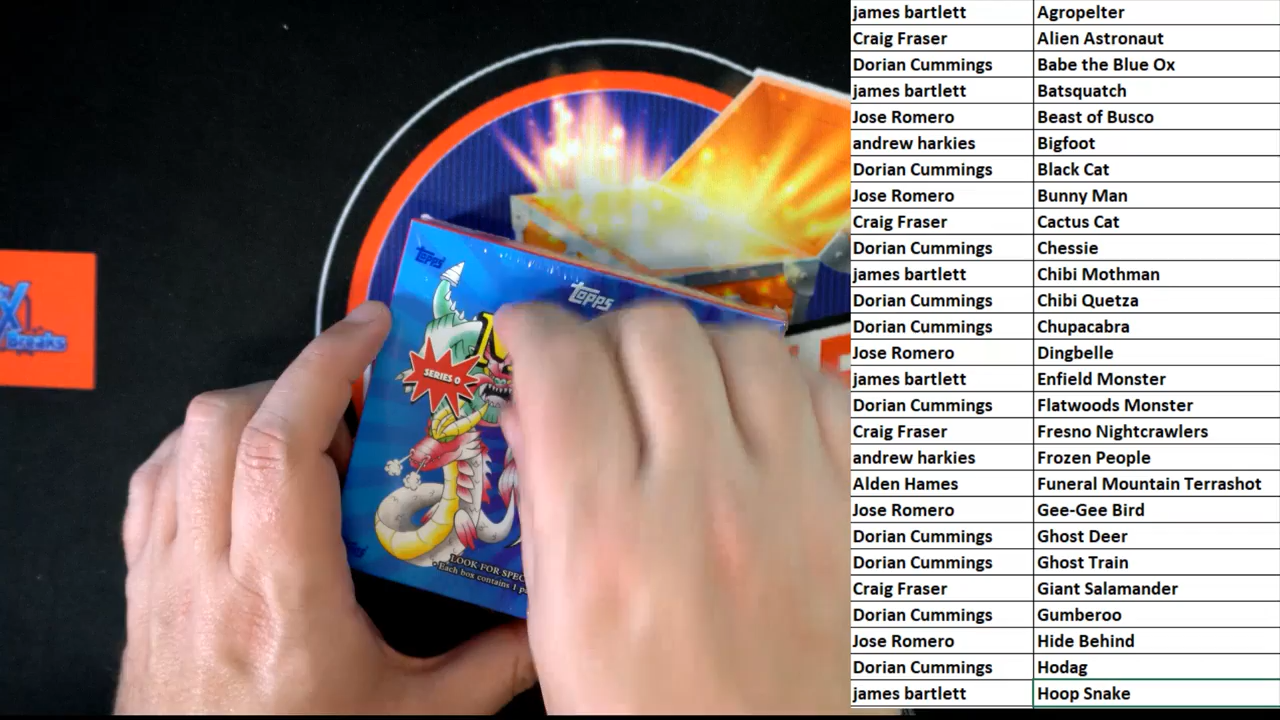 james bartlett Agropelter
Craig Fraser Alien Astronaut
Dorian Cummings Babe the Blue Ox
james bartlett Batsquatch
Jose Romero Beast of Busco
andrew harkies Bigfoot
Dorian Cummings Black Cat
Jose Romero Bunny Man
Craig Fraser Cactus Cat
Dorian Cummings Chessie
james bartlett Chibi Mothman
Dorian Cummings Chibi Quetza
Dorian Cummings Chupacabra
Jose Romero Dingbelle
james bartlett Enfield Monster
Dorian Cummings Flatwoods Monster
Craig Fraser Fresno Nightcrawlers
andrew harkies Frozen People
Alden Hames Funeral Mountain Terrashot
Jose Romero Gee-Gee Bird
Dorian Cummings Ghost Deer
Dorian Cummings Ghost Train
Craig Fraser Giant Salamander
Dorian Cummings Gumberoo
Jose Romero Hide Behind
Dorian Cummings Hodag
james bartlett Hoop Snake
Topps
Topps
SERIES 0
LOOK FOR
Each box contains 1
Breaks